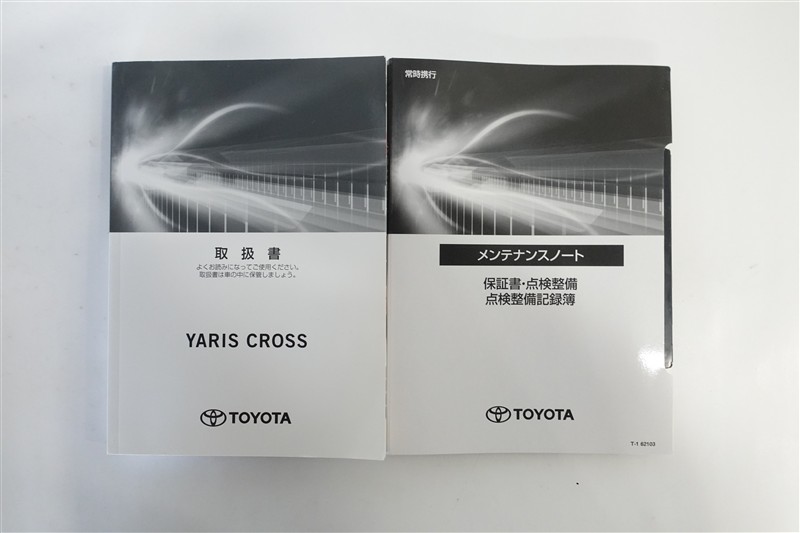 取扱書
よくお読みになってご使用ください。
取扱書は車の中に保管しましょう。
YARIS CROSS
TOYOTA
常時携行
メンテナンスノート
保証書・点検整備
点検整備記録簿
TOYOTA
T-1 62103